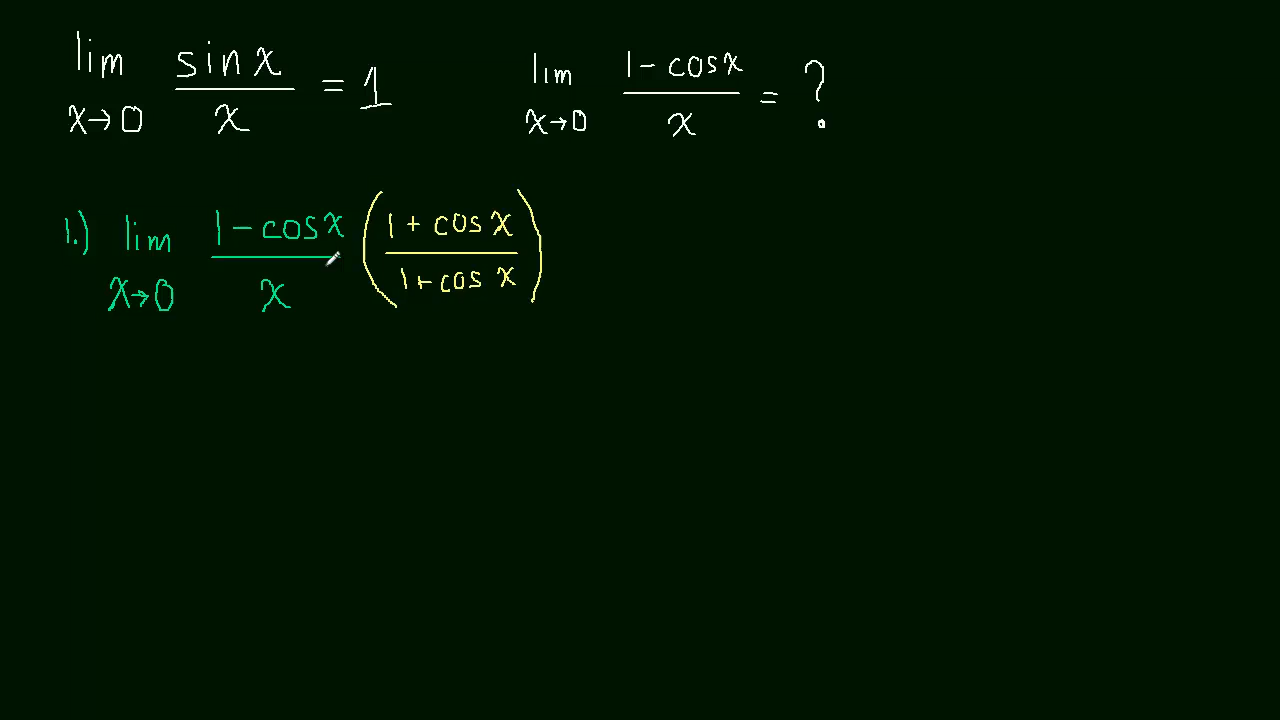 lim x→0 sin x / x = 1    lim x→0 1 - cos x / x = ?
1.) lim x→0 1 - cos x / x ( 1 + cos x / 1 + cos x )